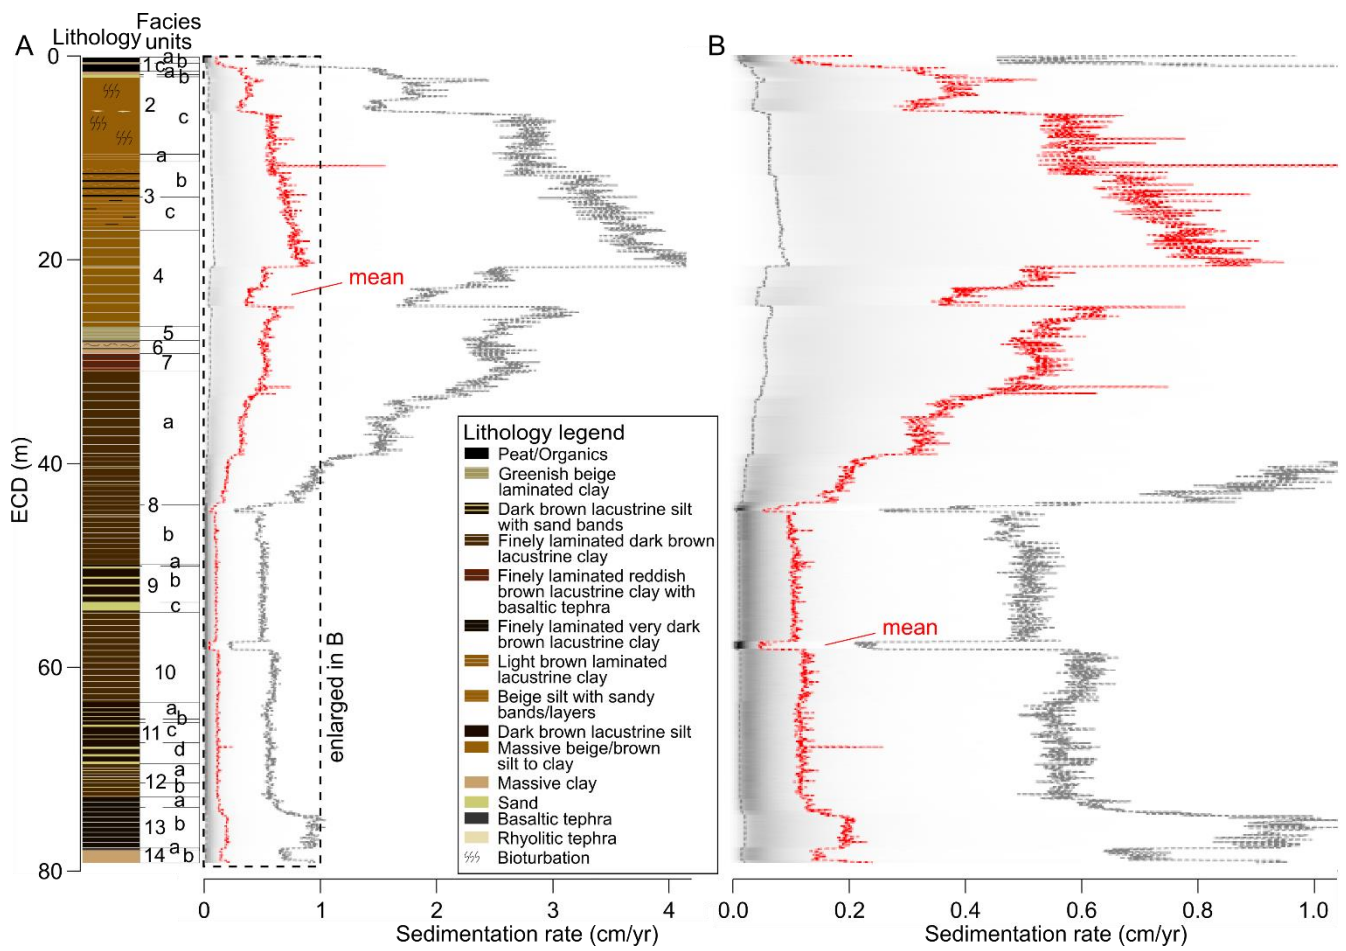 A
Lithology
Facies
units
B
0
20
40
60
80
ECD (m)
a
b
1
c
a
b
2
c
a
b
3
c
4
5
6
7
a
8
b
a
9
b
c
10
a
b
11
c
d
a
12
b
a
13
b
a
14
b
mean
enlarged in B
Lithology legend
Peat/Organics
Greenish beige
laminated clay
Dark brown lacustrine silt
with sand bands
Finely laminated dark brown
lacustrine clay
Finely laminated reddish
brown lacustrine clay with
basaltic tephra
Finely laminated very dark
brown lacustrine clay
Light brown laminated
lacustrine clay
Beige silt with sandy
bands/layers
Dark brown lacustrine silt
Massive beige/brown
silt to clay
Massive clay
Sand
Basaltic tephra
Rhyolitic tephra
Bioturbation
0 1 2 3 4
Sedimentation rate (cm/yr)
mean
0.0 0.2 0.4 0.6 0.8 1.0
Sedimentation rate (cm/yr)